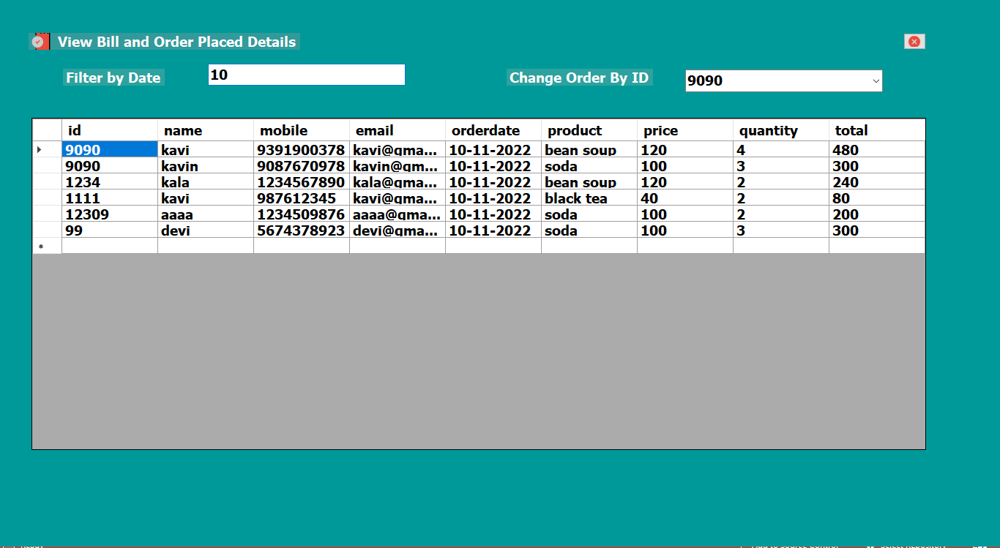 View Bill and Order Placed Details
Filter by Date 10 Change Order By ID 9090
id name mobile email orderdate product price quantity total
9090 kavi 9391900378 kavi@gma... 10-11-2022 bean soup 120 4 480
9090 kavin 9087670978 kavin@gm... 10-11-2022 soda 100 3 300
1234 kala 1234567890 kala@gma... 10-11-2022 bean soup 120 2 240
1111 kavi 987612345 kavi@gma... 10-11-2022 black tea 40 2 80
12309 aaaa 1234509876 aaaa@gma... 10-11-2022 soda 100 2 200
99 devi 5674378923 devi@gma... 10-11-2022 soda 100 3 300